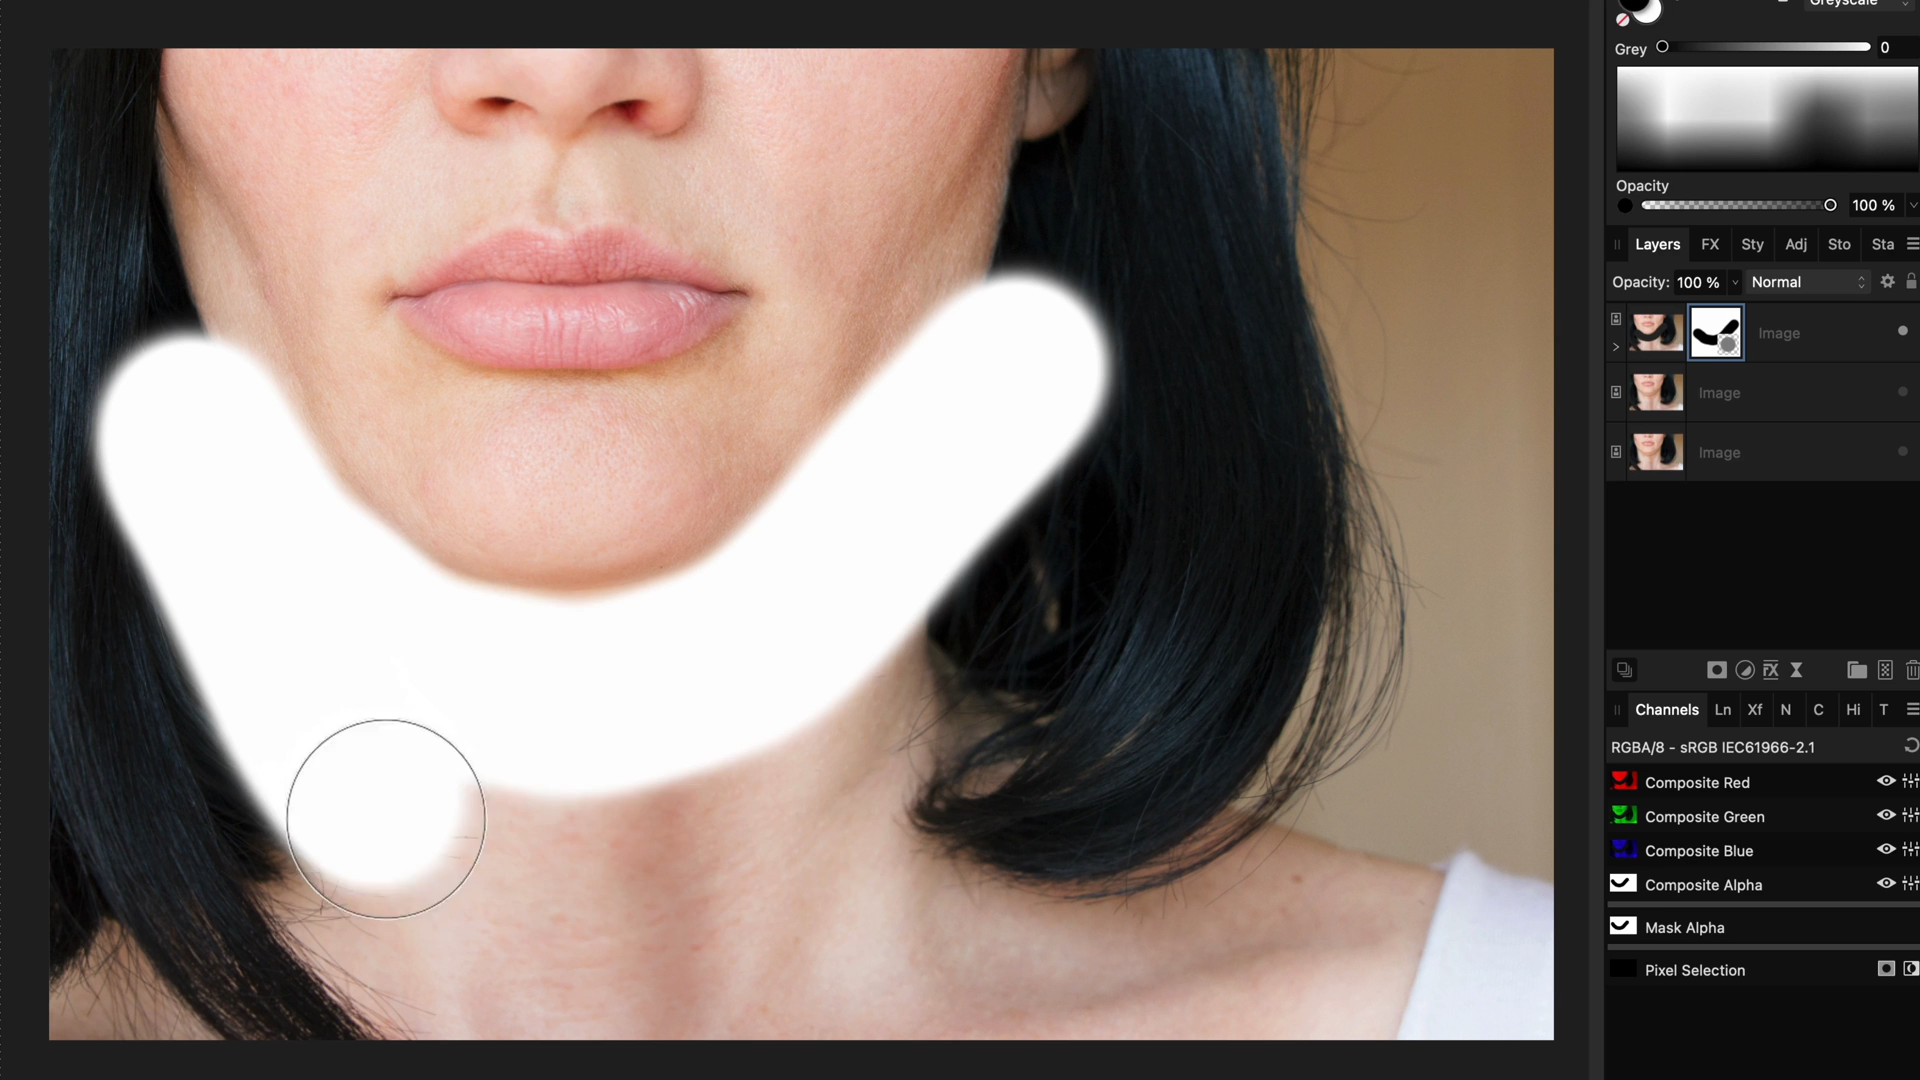 Greyscale
Grey 0
Opacity
100 %
Layers FX Sty Adj Sto Sta
Opacity: 100 % Normal
Image
Image
Image
Channels Ln Xf N C Hi T
RGBA/8 - sRGB IEC61966-2.1
Composite Red
Composite Green
Composite Blue
Composite Alpha
Mask Alpha
Pixel Selection